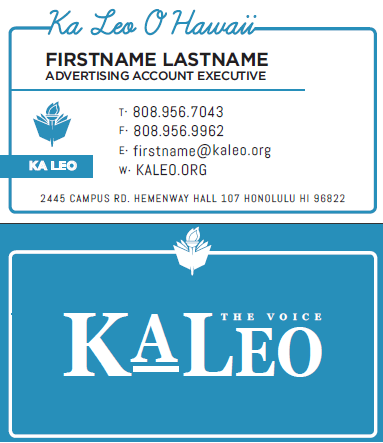 Ka Leo O Hawaii
FIRSTNAME LASTNAME
ADVERTISING ACCOUNT EXECUTIVE
T· 808.956.7043
F· 808.956.9962
E· firstname@kaleo.org
W· KALEO.ORG
KA LEO
2445 CAMPUS RD. HEMENWAY HALL 107 HONOLULU HI 96822
THE VOICE
KALEO